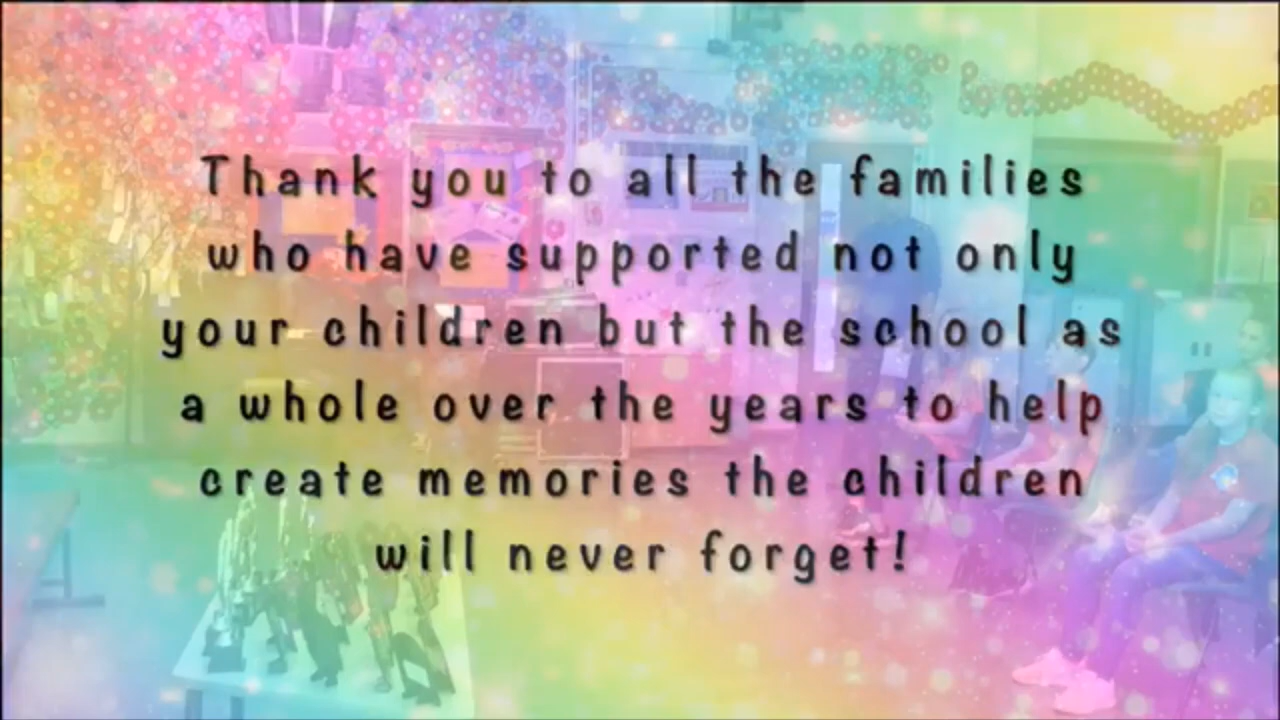 Thank you to all the families
who have supported not only
your children but the school as
a whole over the years to help
create memories the children
will never forget!